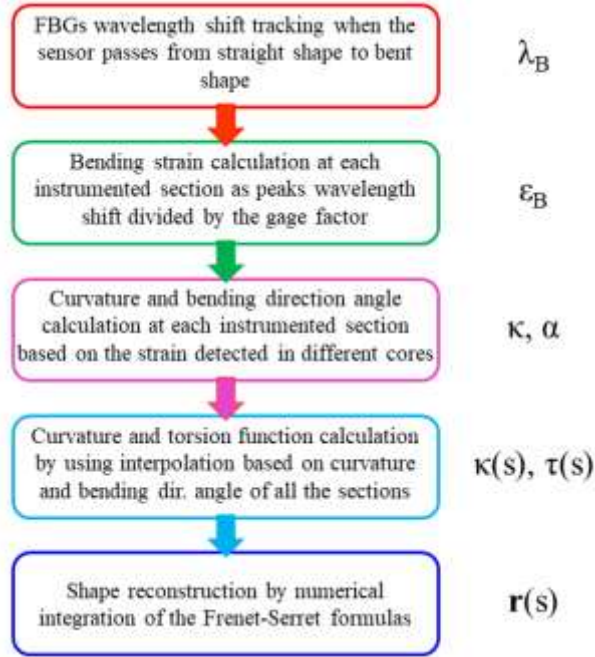 FBGs wavelength shift tracking when the
sensor passes from straight shape to bent
shape
λB
Bending strain calculation at each
instrumented section as peaks wavelength
shift divided by the gage factor
εB
Curvature and bending direction angle
calculation at each instrumented section
based on the strain detected in different cores
κ, α
Curvature and torsion function calculation
by using interpolation based on curvature
and bending dir. angle of all the sections
κ(s), τ(s)
Shape reconstruction by numerical
integration of the Frenet-Serret formulas
r(s)